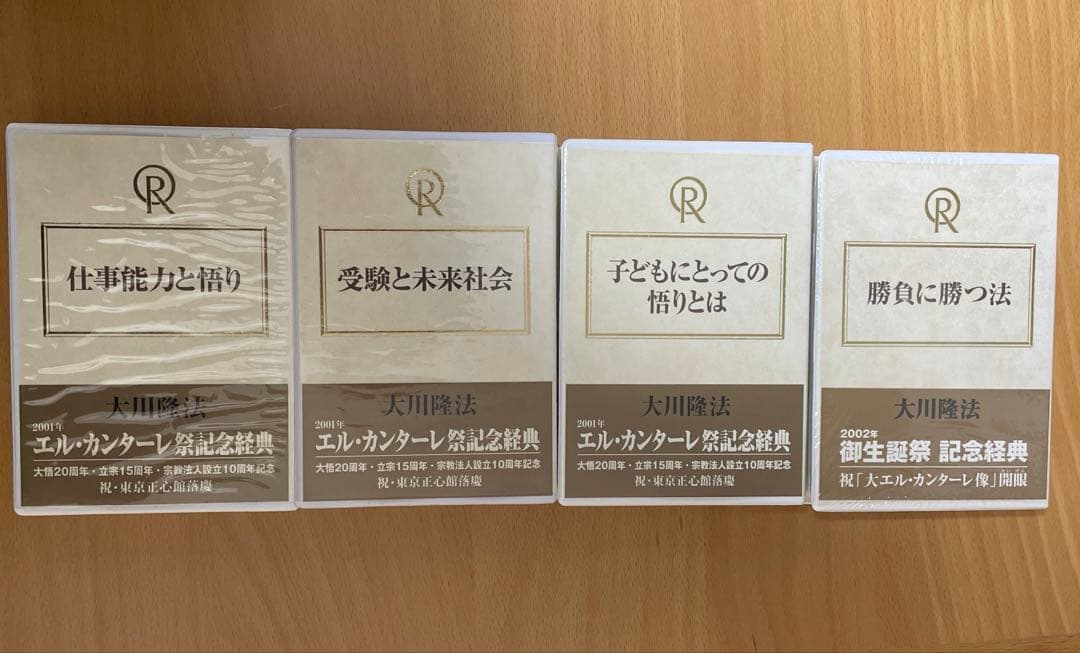 R
仕事能力と悟り
大川隆法
2001年
エル・カンターレ祭記念経典
大悟20周年・立宗15周年・宗教法人設立10周年記念
祝・東京正心館落慶
R
受験と未来社会
大川隆法
2001年
エル・カンターレ祭記念経典
大悟20周年・立宗15周年・宗教法人設立10周年記念
祝・東京正心館落慶
R
子どもにとっての
悟りとは
大川隆法
2001年
エル・カンターレ祭記念経典
大悟20周年・立宗15周年・宗教法人設立10周年記念
祝・東京正心館落慶
R
勝負に勝つ法
大川隆法
2002年
御生誕祭 記念経典
祝「大エル・カンターレ像」開眼